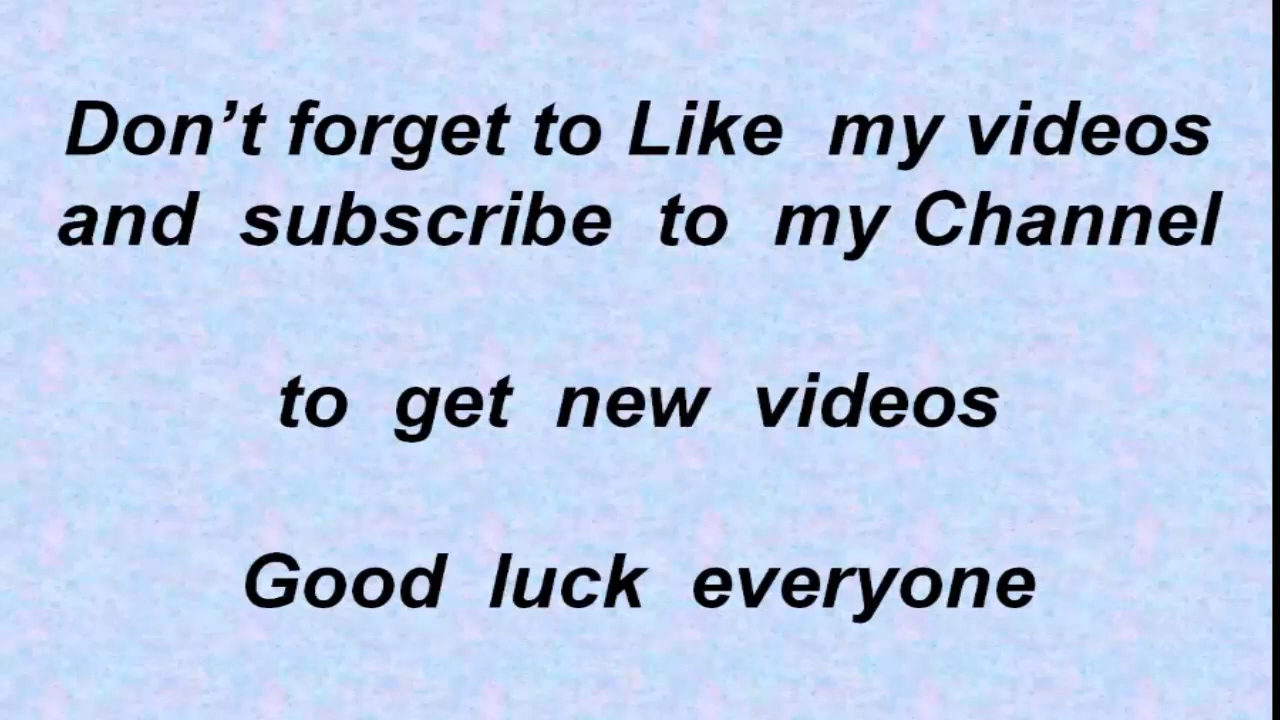 Don’t forget to Like my videos
and subscribe to my Channel
to get new videos
Good luck everyone